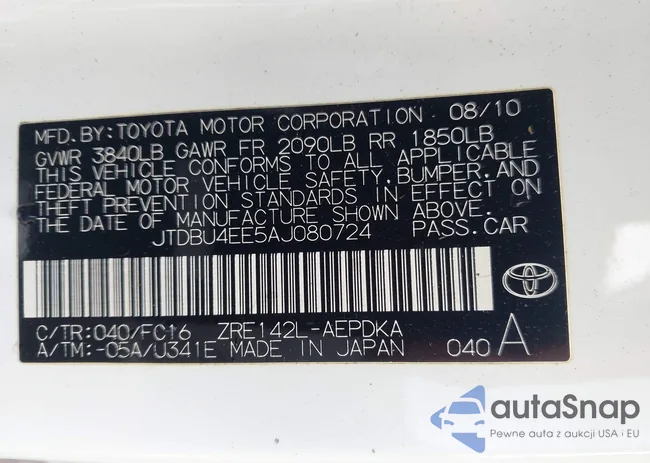 MFD. BY: TOYOTA MOTOR CORPORATION 08/10
GVWR 3840LB GAWR FR 2090LB RR 1850LB
THIS VEHICLE CONFORMS TO ALL APPLICABLE
FEDERAL MOTOR VEHICLE SAFETY, BUMPER, AND
THEFT PREVENTION STANDARDS IN EFFECT ON
THE DATE OF MANUFACTURE SHOWN ABOVE.
JTDBU4EE5AJ080724 PASS. CAR
C/TR: 040/FC16 ZRE142L-AEPDKA
A/TM: -05A/U341E MADE IN JAPAN 040 A
autaSnap
Pewne auta z aukcji USA i EU